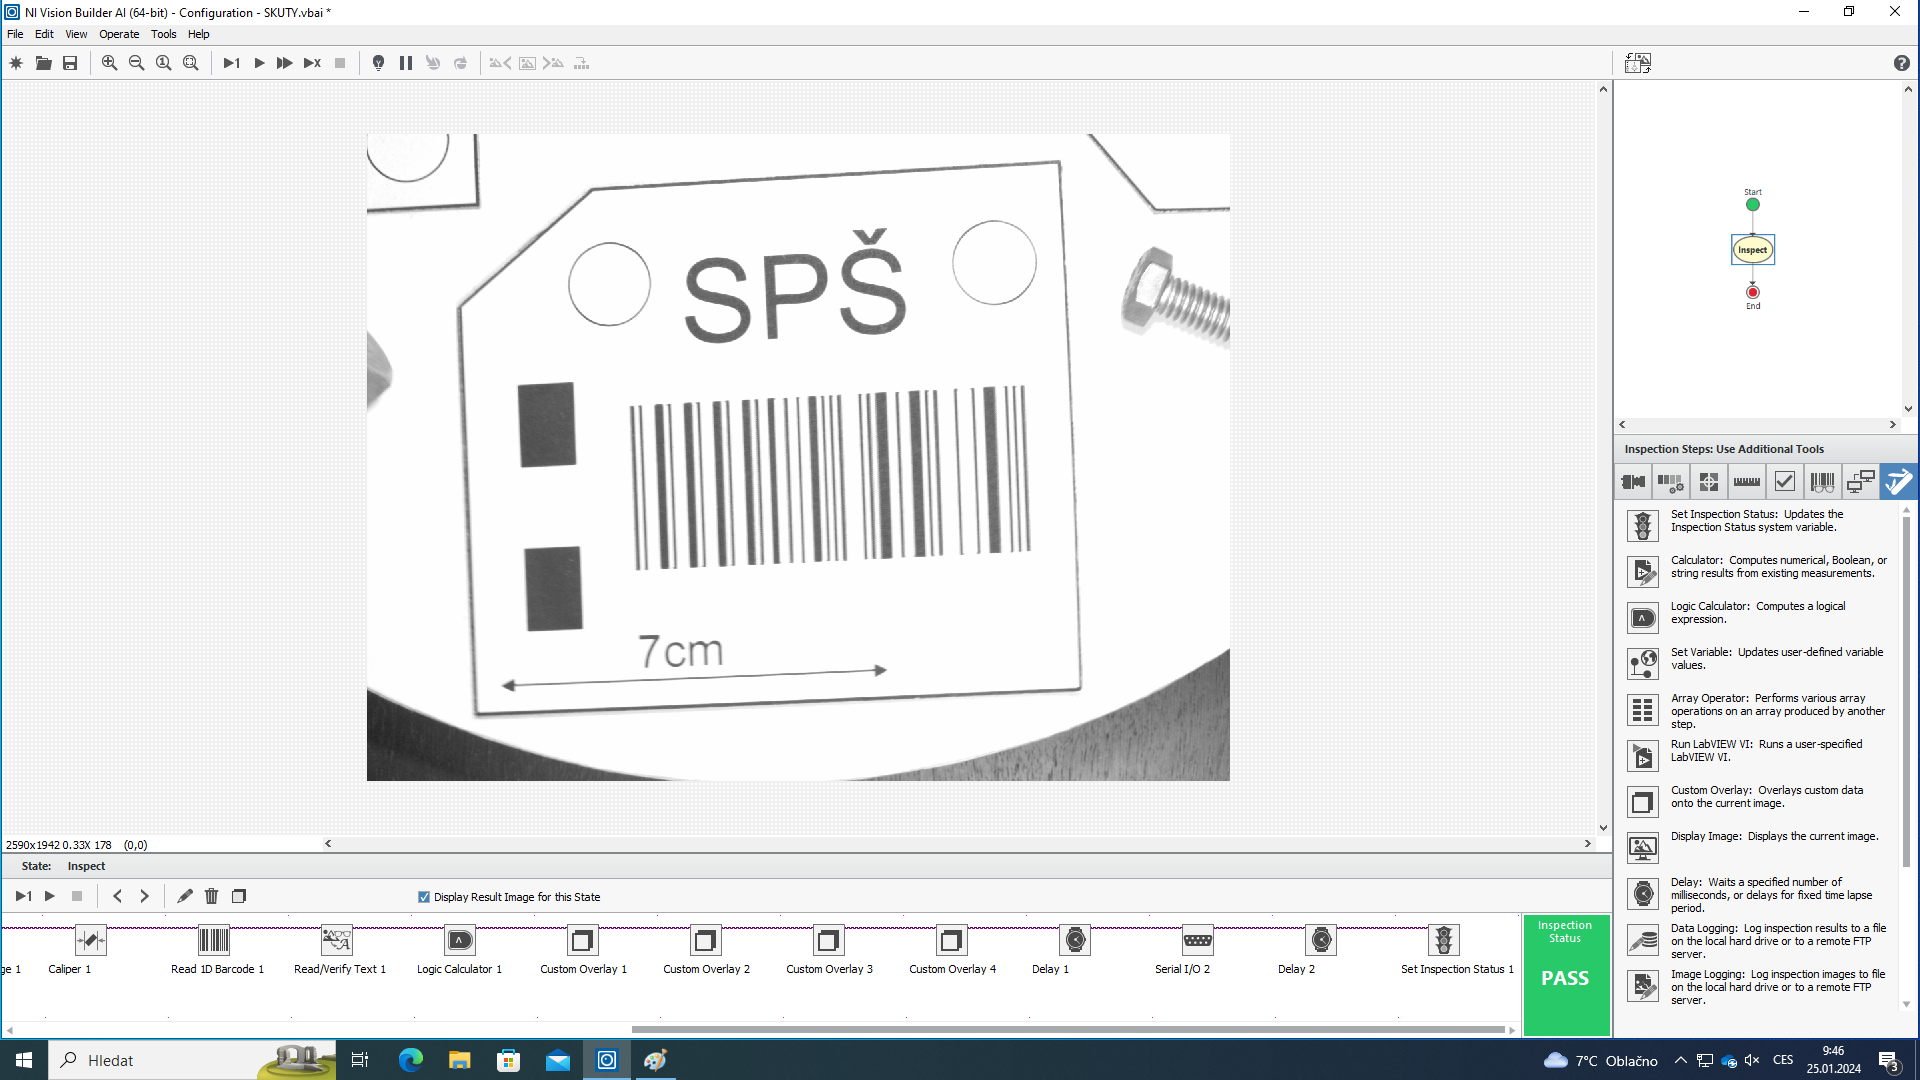 NI Vision Builder AI (64-bit) - Configuration - SKUTY.vbai *
File Edit View Operate Tools Help
Start
Inspect
End
SPŠ
7cm
Inspection Steps: Use Additional Tools
Set Inspection Status: Updates the
Inspection Status system variable.
Calculator: Computes numerical, Boolean, or
string results from existing measurements.
Logic Calculator: Computes a logical
expression.
Set Variable: Updates user-defined variable
values.
Array Operator: Performs various array
operations on an array produced by another
step.
Run LabVIEW VI: Runs a user-specified
LabVIEW VI.
Custom Overlay: Overlays custom data
onto the current image.
Display Image: Displays the current image.
Delay: Waits a specified number of
milliseconds, or delays for fixed time lapse
period.
Data Logging: Log inspection results to a file
on the local hard drive or to a remote FTP
server.
Image Logging: Log inspection images to file
on the local hard drive or to a remote FTP
server.
2590x1942 0.33X 178 (0,0)
State: Inspect
Display Result Image for this State
ge 1 Caliper 1 Read 1D Barcode 1 Read/Verify Text 1 Logic Calculator 1 Custom Overlay 1 Custom Overlay 2 Custom Overlay 3 Custom Overlay 4 Delay 1 Serial I/O 2 Delay 2 Set Inspection Status 1
Inspection
Status
PASS
Hledat
7°C Oblačno
CES
9:46
25.01.2024
3